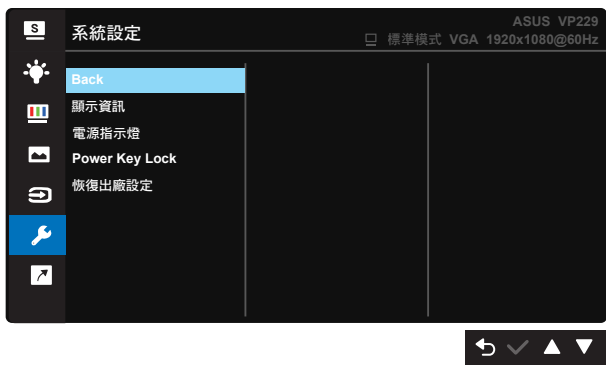 S
系統設定
ASUS VP229
標準模式 VGA 1920x1080@60Hz
Back
顯示資訊
電源指示燈
Power Key Lock
恢復出廠設定